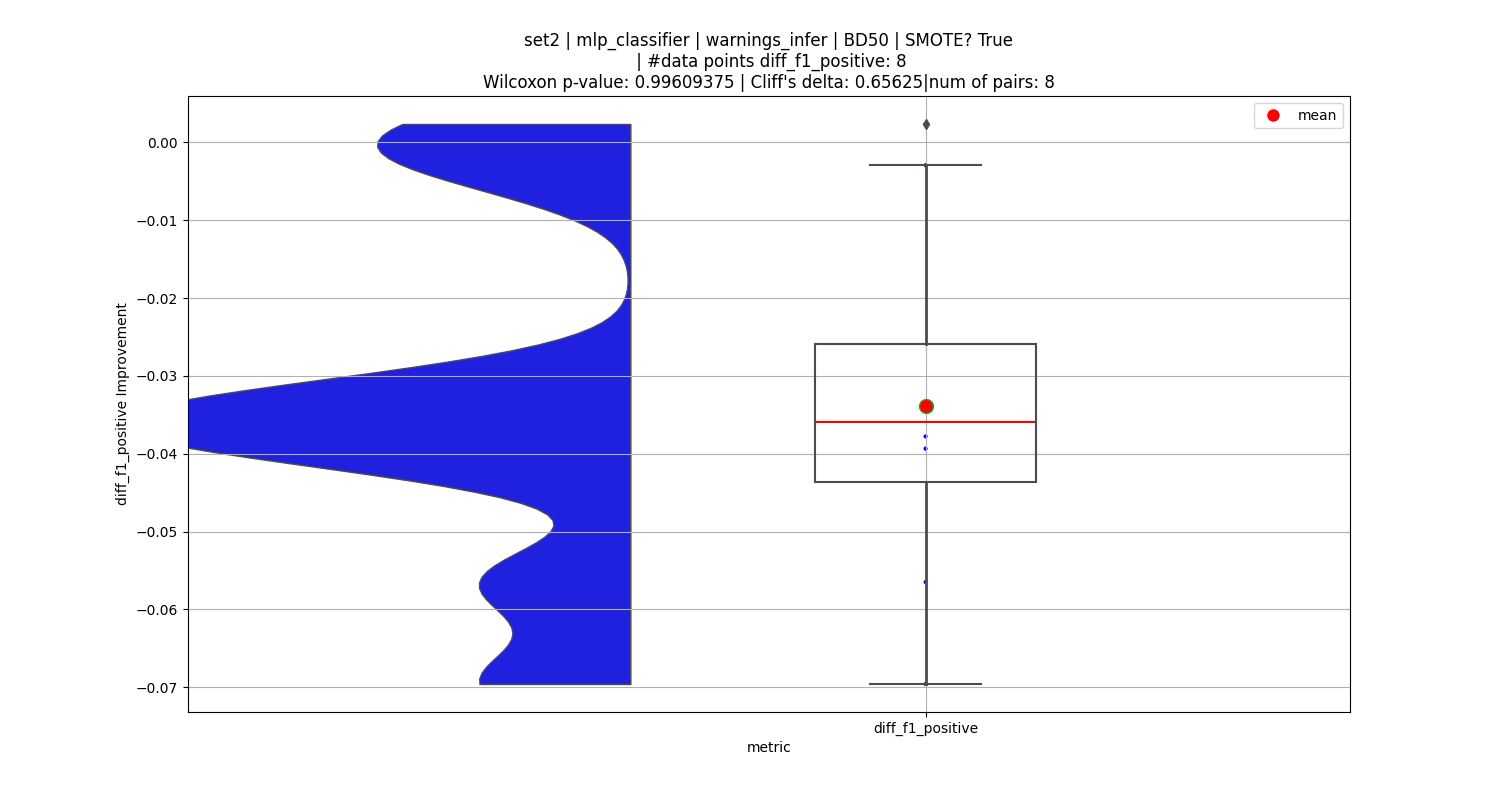 set2 | mlp_classifier | warnings_infer | BD50 | SMOTE? True
| #data points diff_f1_positive: 8
Wilcoxon p-value: 0.99609375 | Cliff's delta: 0.65625|num of pairs: 8
mean
0.00
−0.01
−0.02
−0.03
−0.04
−0.05
−0.06
−0.07
diff_f1_positive Improvement
diff_f1_positive
metric